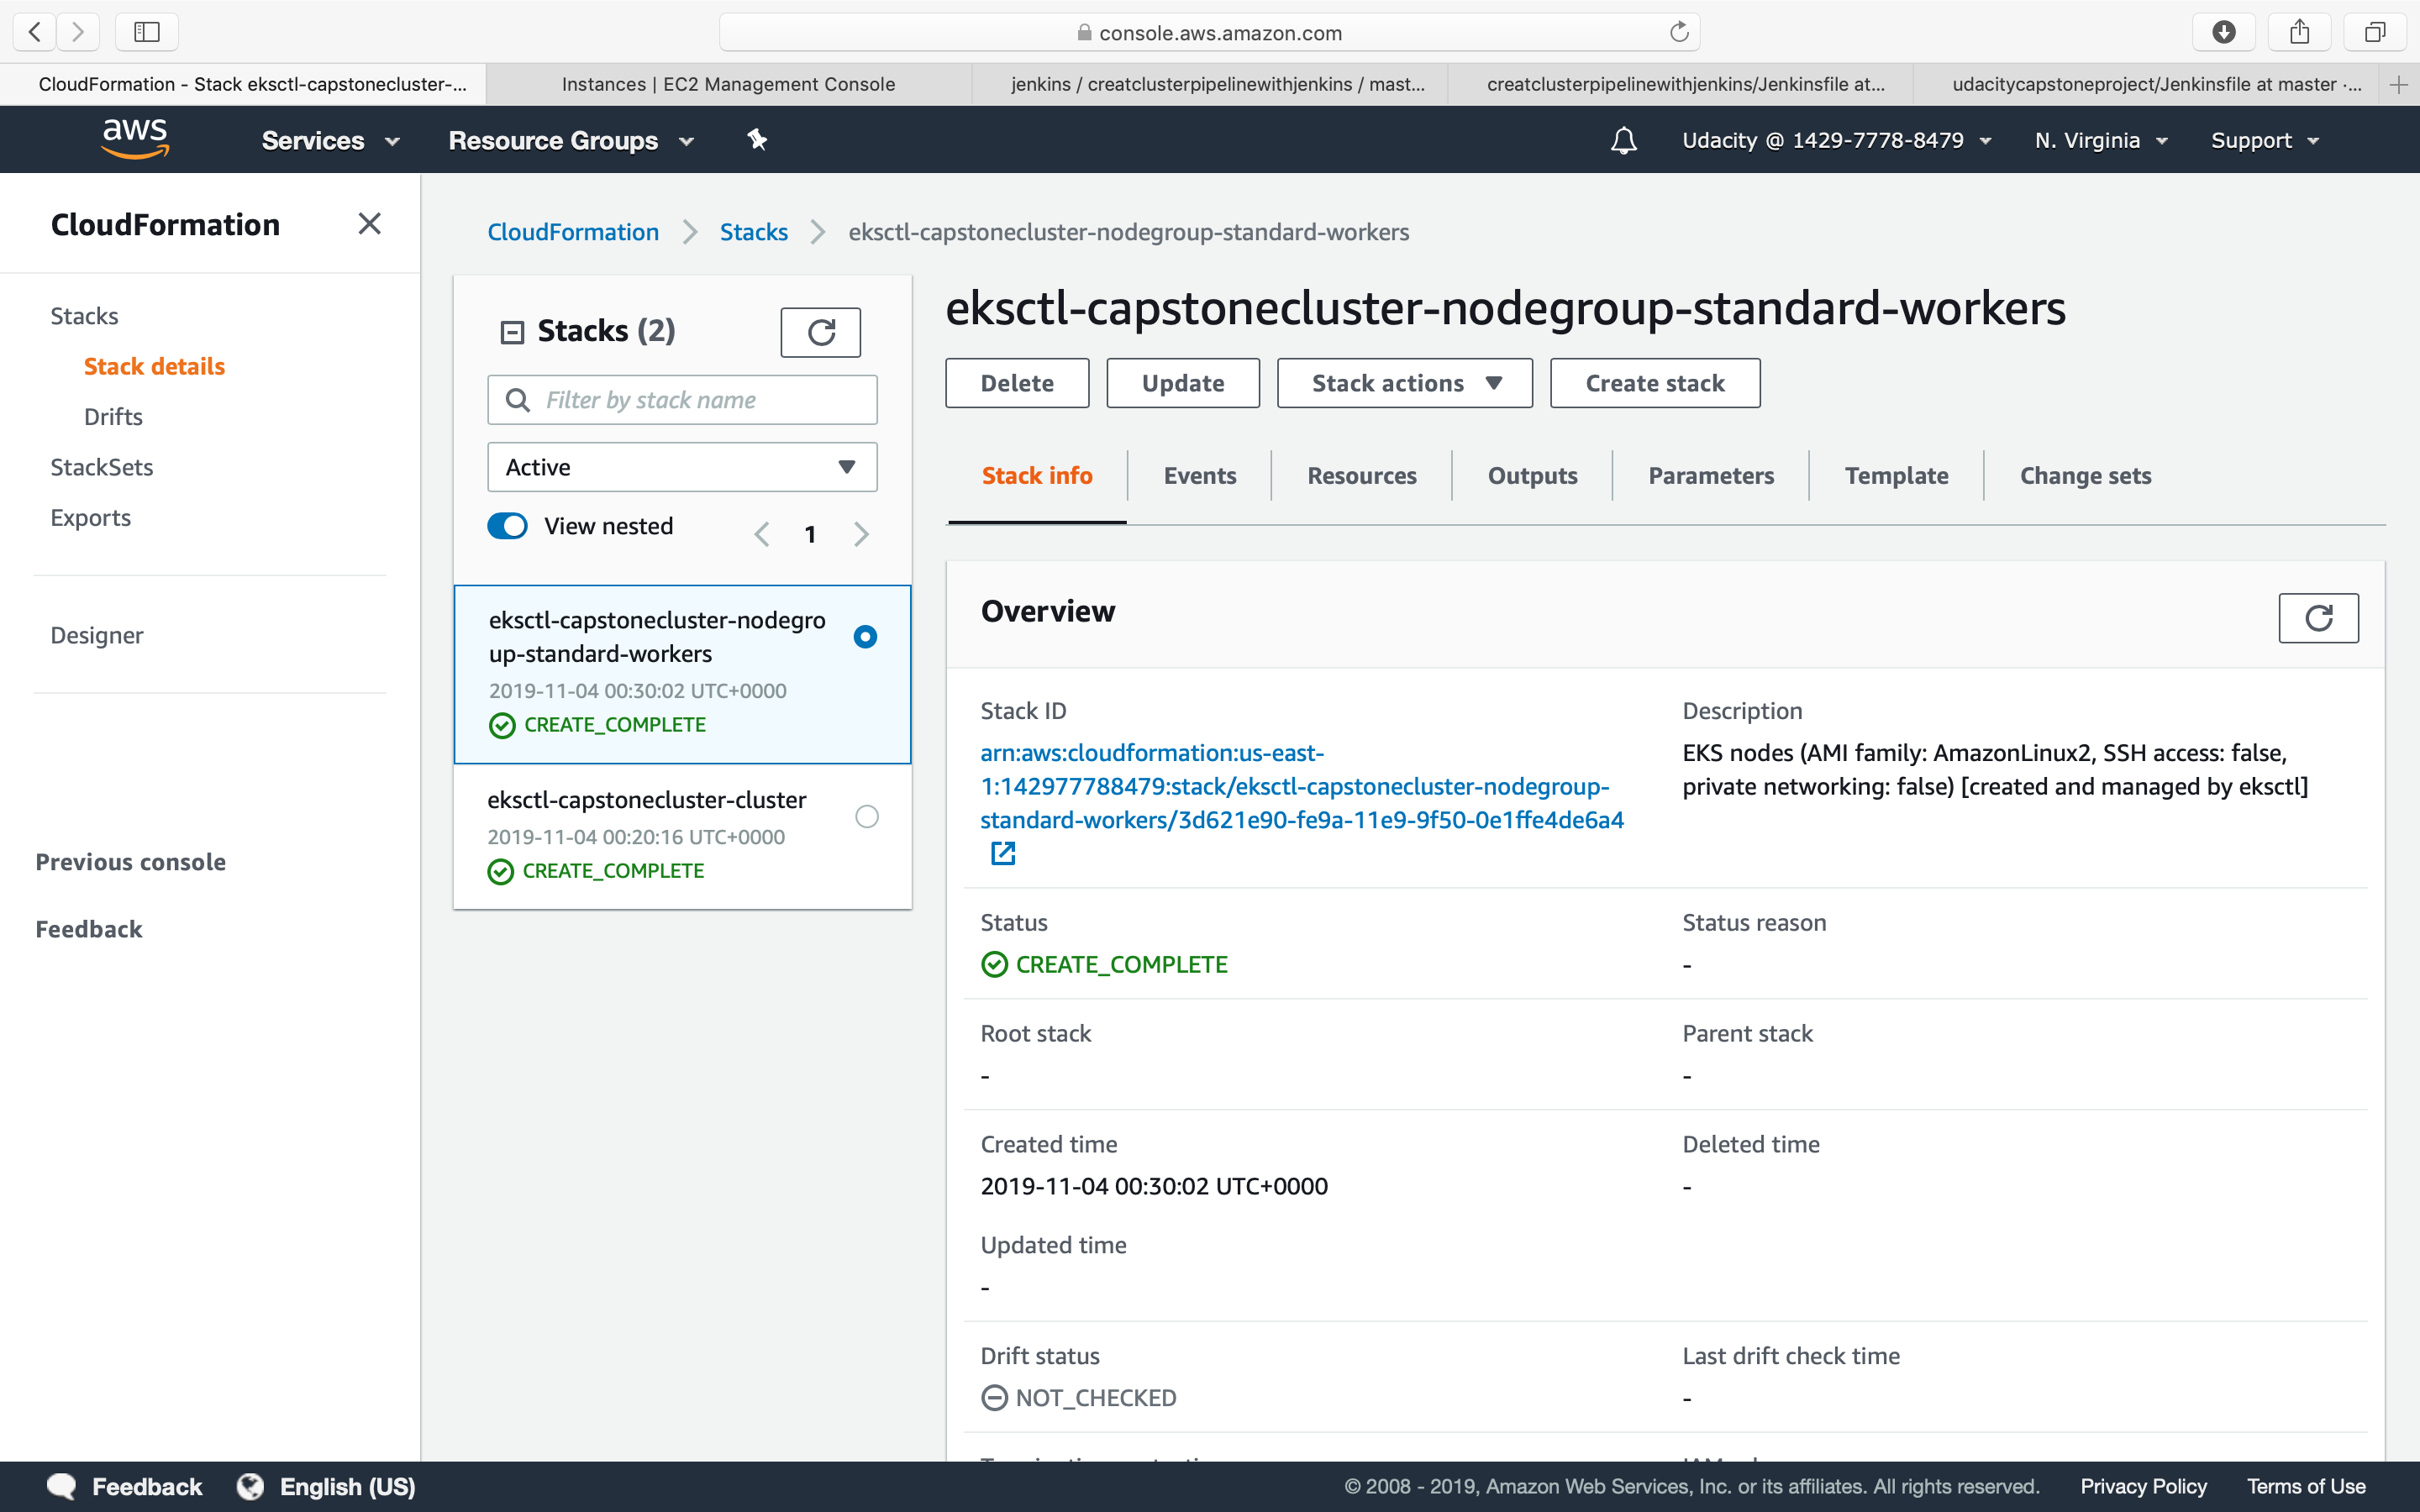 console.aws.amazon.com
CloudFormation - Stack eksctl-capstonecluster-...
Instances | EC2 Management Console
jenkins / creatclusterpipelinewithjenkins / mast...
creatclusterpipelinewithjenkins/Jenkinsfile at...
udacitycapstoneproject/Jenkinsfile at master ·...
aws
Services
Resource Groups
Udacity @ 1429-7778-8479
N. Virginia
Support
CloudFormation
Stacks
Stack details
Drifts
StackSets
Exports
Designer
Previous console
Feedback
CloudFormation
Stacks
eksctl-capstonecluster-nodegroup-standard-workers
Stacks (2)
Filter by stack name
Active
View nested
1
eksctl-capstonecluster-nodegro
up-standard-workers
2019-11-04 00:30:02 UTC+0000
CREATE_COMPLETE
eksctl-capstonecluster-cluster
2019-11-04 00:20:16 UTC+0000
CREATE_COMPLETE
eksctl-capstonecluster-nodegroup-standard-workers
Delete
Update
Stack actions
Create stack
Stack info
Events
Resources
Outputs
Parameters
Template
Change sets
Overview
Stack ID
arn:aws:cloudformation:us-east-
1:142977788479:stack/eksctl-capstonecluster-nodegroup-
standard-workers/3d621e90-fe9a-11e9-9f50-0e1ffe4de6a4
Description
EKS nodes (AMI family: AmazonLinux2, SSH access: false,
private networking: false) [created and managed by eksctl]
Status
CREATE_COMPLETE
Status reason
-
Root stack
-
Parent stack
-
Created time
2019-11-04 00:30:02 UTC+0000
Deleted time
-
Updated time
-
Drift status
NOT_CHECKED
Last drift check time
-
Feedback
English (US)
© 2008 - 2019, Amazon Web Services, Inc. or its affiliates. All rights reserved.
Privacy Policy
Terms of Use